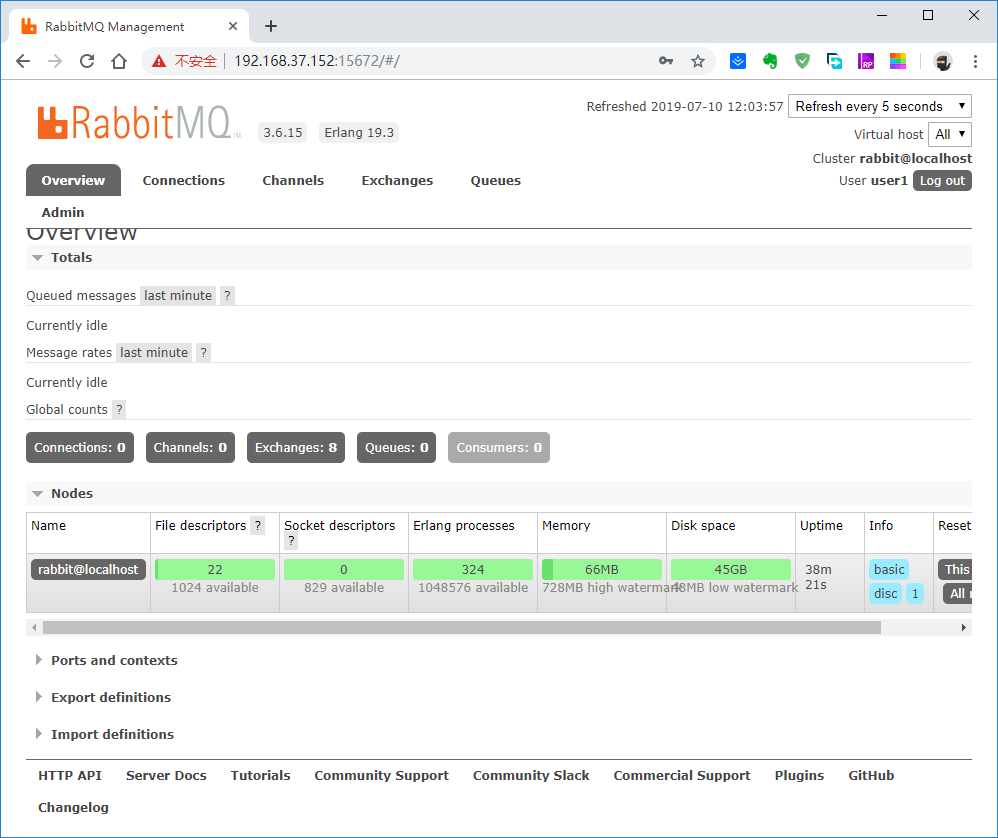 RabbitMQ Management
不安全 192.168.37.152:15672/#/
RabbitMQ TM 3.6.15 Erlang 19.3
Refreshed 2019-07-10 12:03:57 Refresh every 5 seconds
Virtual host All
Cluster rabbit@localhost
User user1 Log out
Overview Connections Channels Exchanges Queues
Admin
Overview
Totals
Queued messages last minute ?
Currently idle
Message rates last minute ?
Currently idle
Global counts ?
Connections: 0 Channels: 0 Exchanges: 8 Queues: 0 Consumers: 0
Nodes
Name File descriptors ? Socket descriptors ? Erlang processes Memory Disk space Uptime Info Reset
rabbit@localhost 22 0 324 66MB 45GB 38m 21s basic This
1024 available 829 available 1048576 available 728MB high watermark 48MB low watermark disc 1 All
Ports and contexts
Export definitions
Import definitions
HTTP API Server Docs Tutorials Community Support Community Slack Commercial Support Plugins GitHub
Changelog